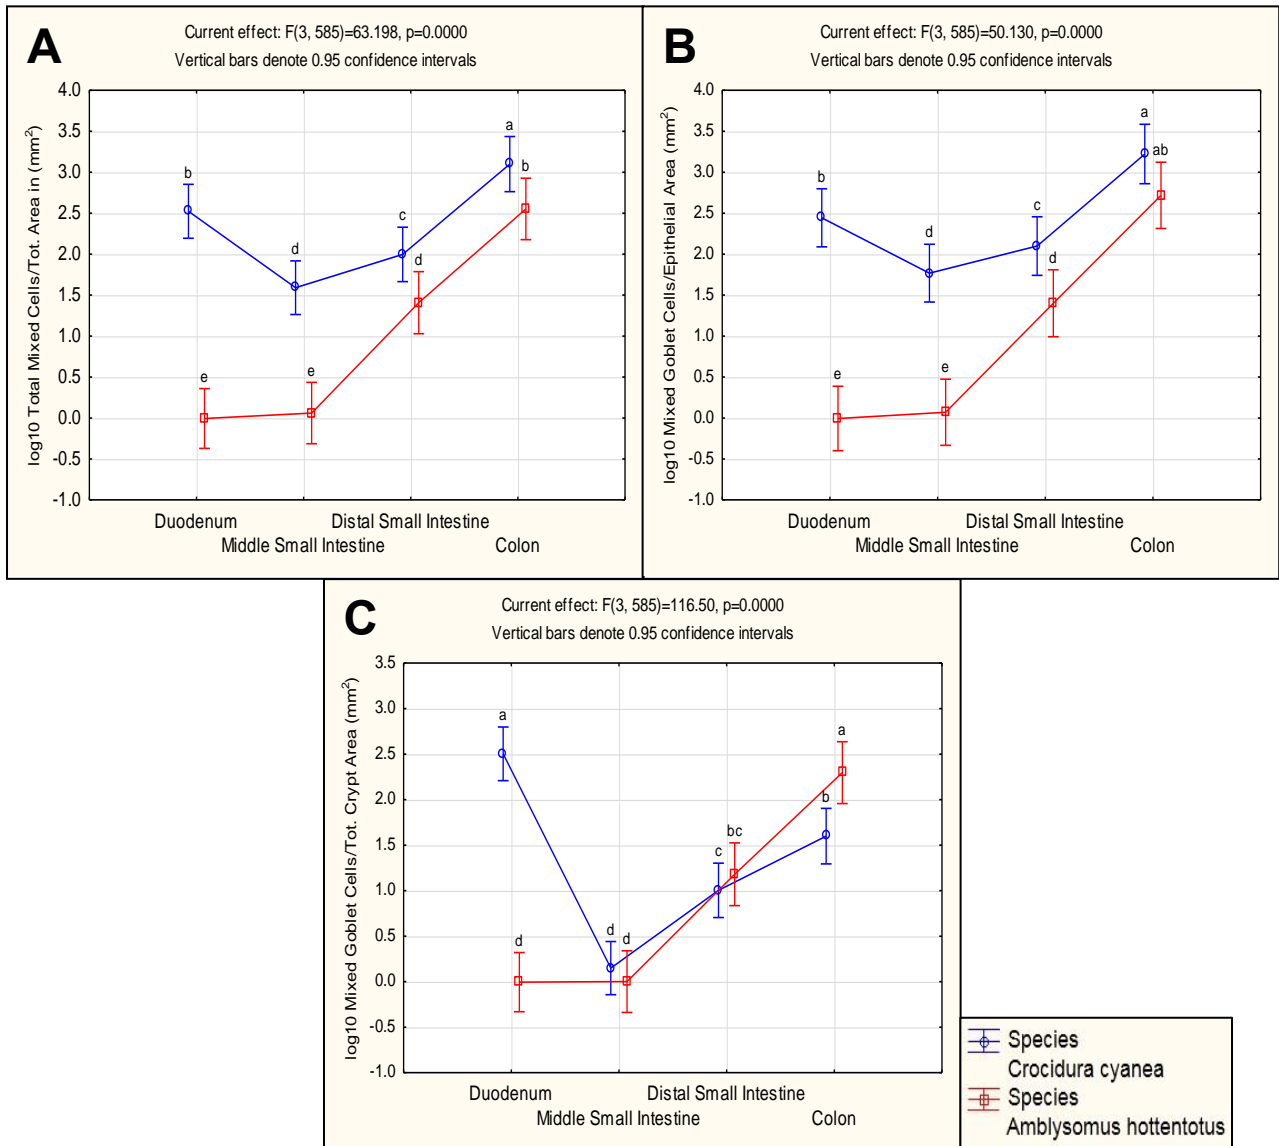 A
Current effect: F(3, 585)=63.198, p=0.0000
Vertical bars denote 0.95 confidence intervals
log10 Total Mixed Cells/Tot. Area in (mm²)
4.0
3.5
3.0
2.5
2.0
1.5
1.0
0.5
0.0
-0.5
-1.0
b
d
c
a
e
e
d
b
Duodenum
Distal Small Intestine
Middle Small Intestine
Colon
B
Current effect: F(3, 585)=50.130, p=0.0000
Vertical bars denote 0.95 confidence intervals
log10 Mixed Goblet Cells/Epithelial Area (mm²)
4.0
3.5
3.0
2.5
2.0
1.5
1.0
0.5
0.0
-0.5
-1.0
b
d
c
a
e
e
d
ab
Duodenum
Distal Small Intestine
Middle Small Intestine
Colon
C
Current effect: F(3, 585)=116.50, p=0.0000
Vertical bars denote 0.95 confidence intervals
log10 Mixed Goblet Cells/Tot. Crypt Area (mm²)
3.5
3.0
2.5
2.0
1.5
1.0
0.5
0.0
-0.5
-1.0
a
d
c
b
d
d
bc
a
Duodenum
Distal Small Intestine
Middle Small Intestine
Colon
Species
Crocidura cyanea
Species
Amblysomus hottentotus